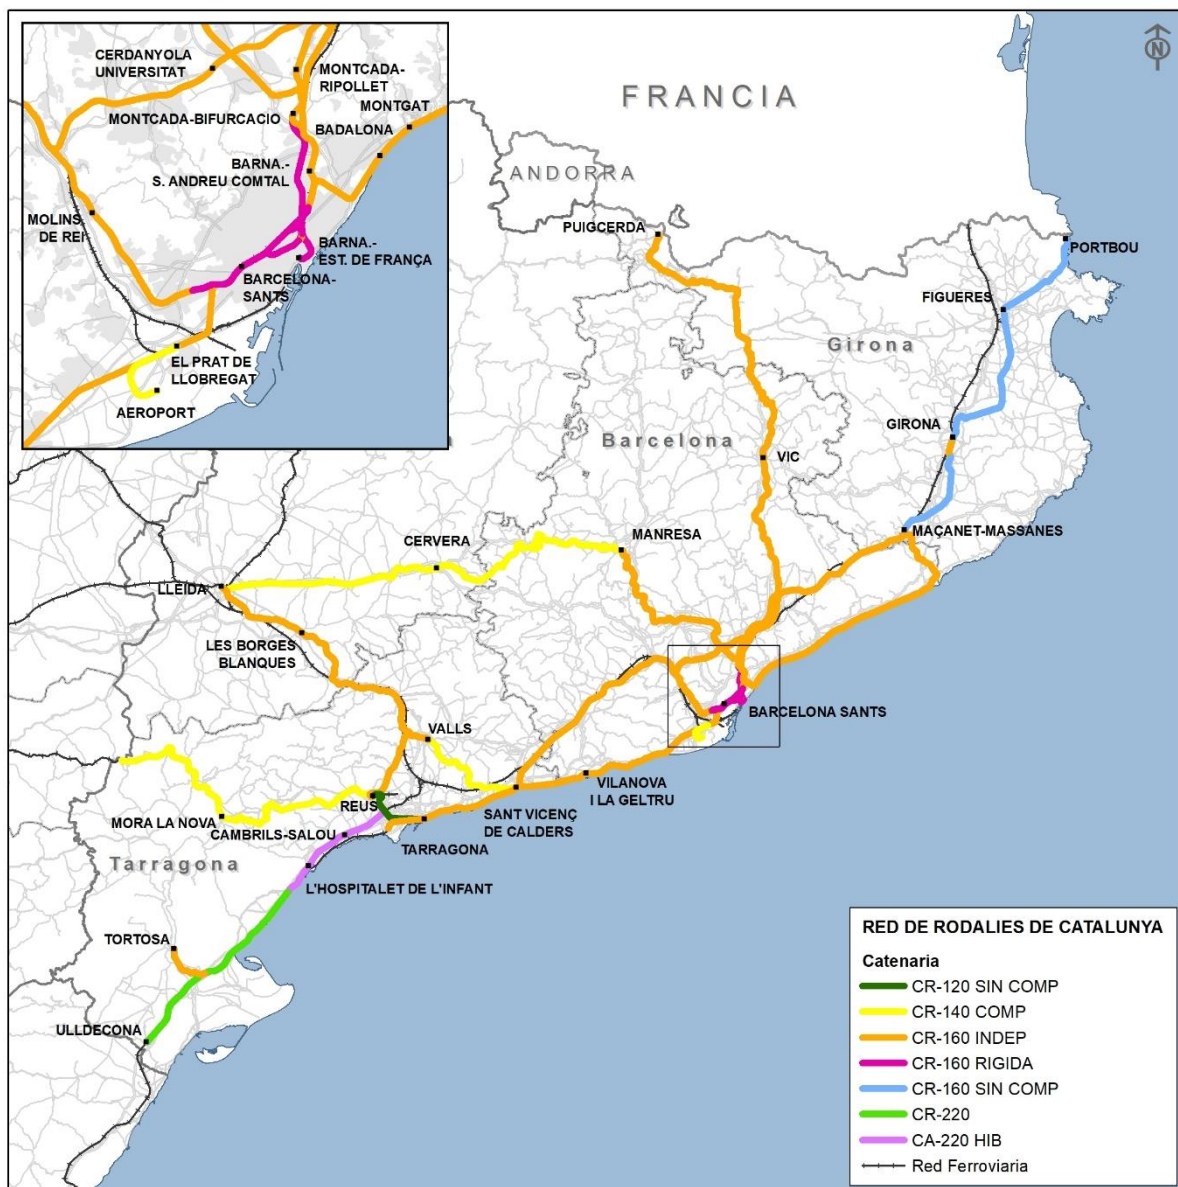 CERDANYOLA
UNIVERSITAT
MONTCADA-
RIPOLLET
MONTGAT
MONTCADA-BIFURCACIO
BADALONA
BARNA.-
S. ANDREU COMTAL
MOLINS
DE REI
BARNA.-
EST. DE FRANÇA
BARCELONA-
SANTS
EL PRAT DE
LLOBREGAT
AEROPORT
N
FRANCIA
ANDORRA
PUIGCERDA
PORTBOU
FIGUERES
Girona
GIRONA
Barcelona
VIC
MAÇANET-MASSANES
MANRESA
CERVERA
LLEIDA
LES BORGES
BLANQUES
BARCELONA SANTS
VALLS
VILANOVA
I LA GELTRU
SANT VICENÇ
DE CALDERS
REUS
MORA LA NOVA
CAMBRILS-SALOU
TARRAGONA
Tarragona
L'HOSPITALET DE L'INFANT
TORTOSA
ULLDECONA
RED DE RODALIES DE CATALUNYA
Catenaria
CR-120 SIN COMP
CR-140 COMP
CR-160 INDEP
CR-160 RIGIDA
CR-160 SIN COMP
CR-220
CA-220 HIB
Red Ferroviaria